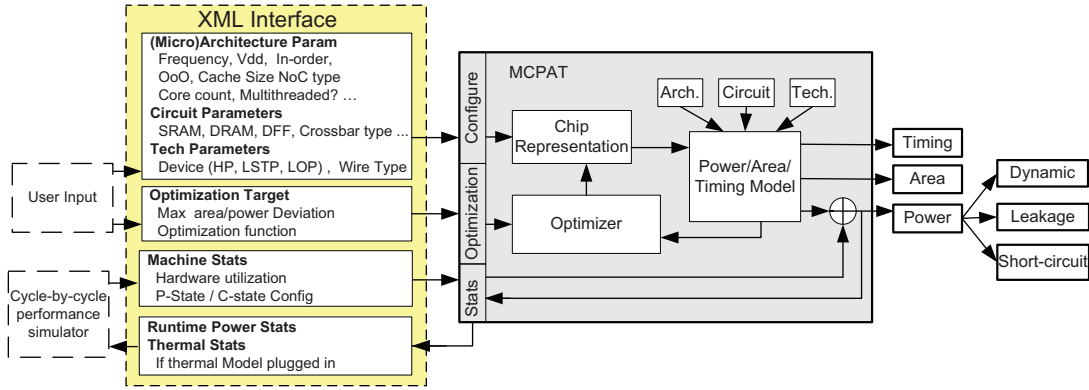 XML Interface
(Micro)Architecture Param
Frequency, Vdd, In-order,
OoO, Cache Size NoC type
Core count, Multithreaded? ...
Circuit Parameters
SRAM, DRAM, DFF, Crossbar type ...
Tech Parameters
Device (HP, LSTP, LOP) , Wire Type
Optimization Target
Max area/power Deviation
Optimization function
Machine Stats
Hardware utilization
P-State / C-state Config
Runtime Power Stats
Thermal Stats
If thermal Model plugged in
User Input
Cycle-by-cycle
performance
simulator
Configure
Optimization
Stats
MCPAT
Chip
Representation
Optimizer
Arch.
Circuit
Tech.
Power/Area/
Timing Model
Timing
Area
Power
Dynamic
Leakage
Short-circuit